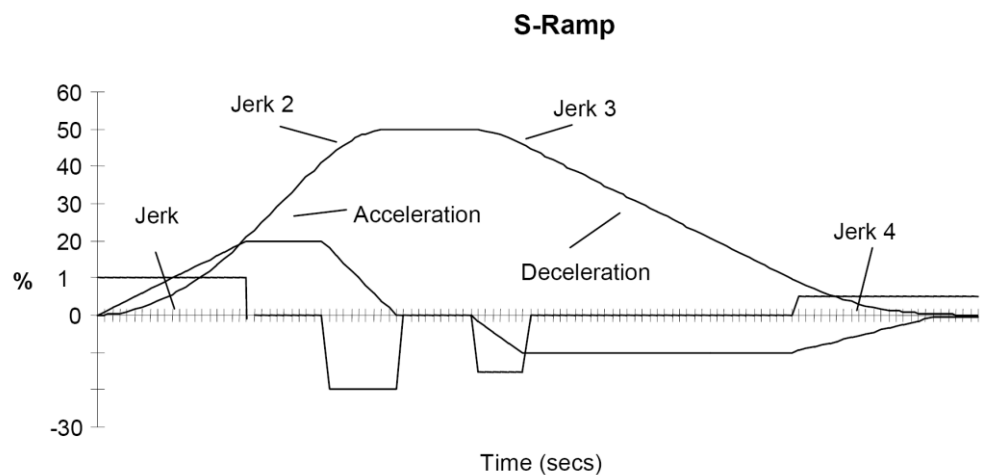 S-Ramp
60
Jerk 2
Jerk 3
50
40
30
Jerk
Acceleration
20
Jerk 4
Deceleration
%
1
0
-30
Time (secs)